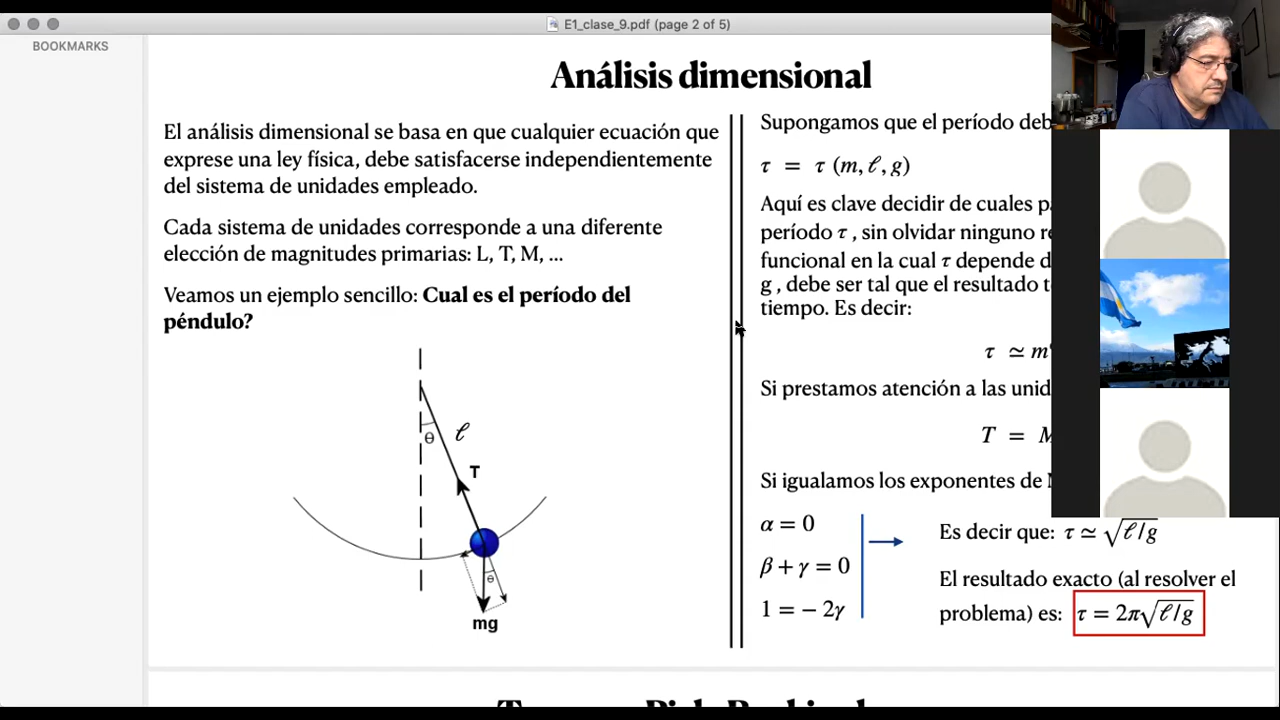 E1_clase_9.pdf (page 2 of 5)
BOOKMARKS
Análisis dimensional
El análisis dimensional se basa en que cualquier ecuación que
exprese una ley física, debe satisfacerse independientemente
del sistema de unidades empleado.
Cada sistema de unidades corresponde a una diferente
elección de magnitudes primarias: L, T, M, ...
Veamos un ejemplo sencillo: Cual es el período del
péndulo?
θ
ℓ
T
θ
mg
Supongamos que el período
τ = τ (m, ℓ, g)
Aquí es clave decidir de cuales
período τ , sin olvidar ninguno
funcional en la cual τ depende
g , debe ser tal que el resultado
tiempo. Es decir:
τ ≃ m
Si prestamos atención a las
T = M
Si igualamos los exponentes de
α = 0
β + γ = 0
1 = − 2γ
Es decir que: τ ≃ √ℓ/g
El resultado exacto (al resolver el
problema) es: τ = 2π√ℓ/g